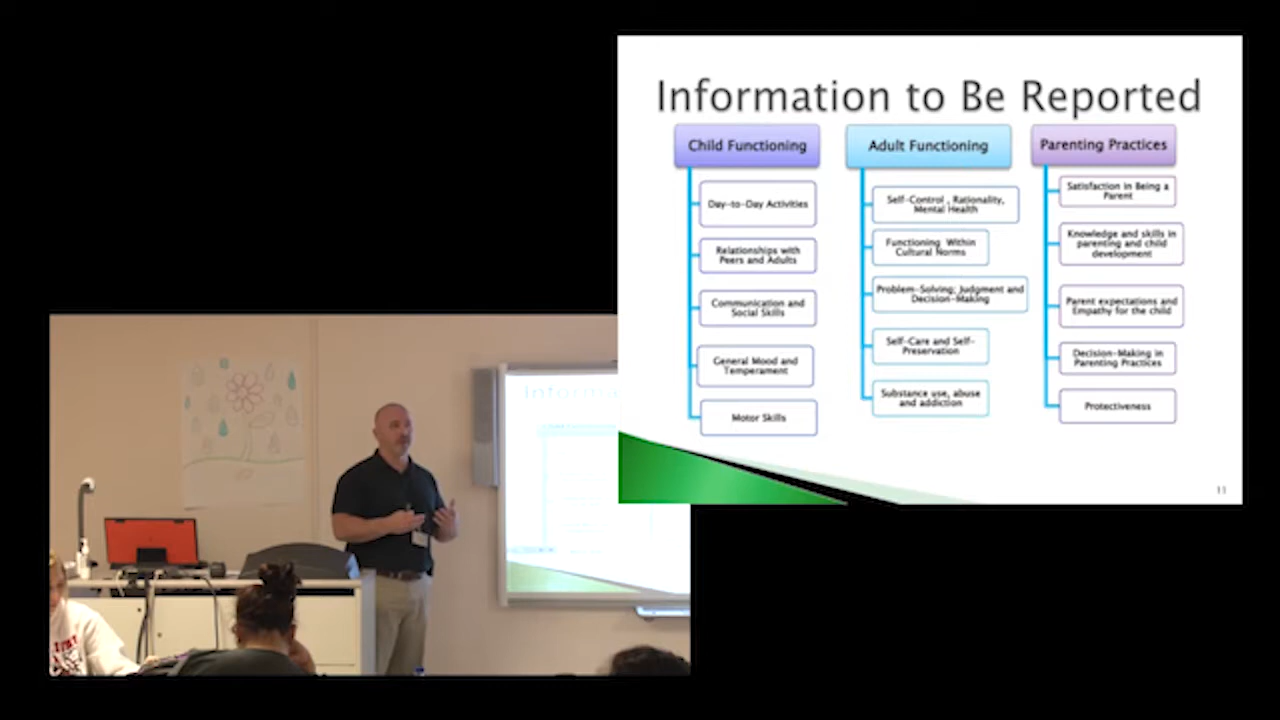 Information to Be Reported
Child Functioning
Day-to-Day Activities
Relationships with
Peers and Adults
Communication and
Social Skills
General Mood and
Temperament
Motor Skills
Adult Functioning
Self-Control , Rationality,
Mental Health
Functioning Within
Cultural Norms
Problem-Solving; Judgment and
Decision-Making
Self-Care and Self-
Preservation
Substance use, abuse
and addiction
Parenting Practices
Satisfaction in Being a
Parent
Knowledge and skills in
parenting and child
development
Parent expectations and
Empathy for the child
Decision-Making in
Parenting Practices
Protectiveness
11
Informa